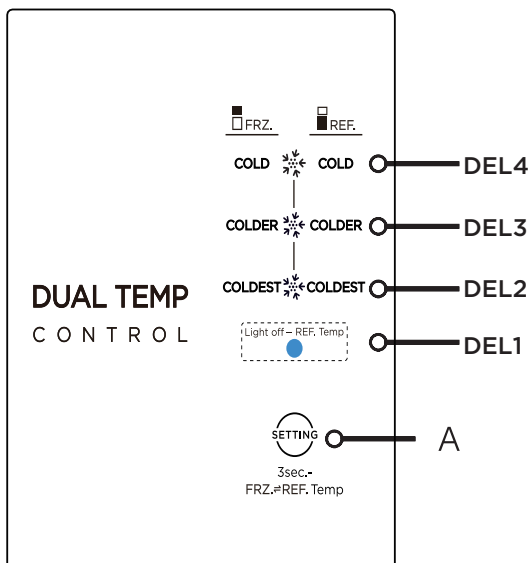 FRZ. REF.
COLD COLD DEL4
COLDER COLDER DEL3
COLDEST COLDEST DEL2
DUAL TEMP
CONTROL
Light off – REF. Temp
DEL1
SETTING
A
3sec.-
FRZ.⇌REF. Temp